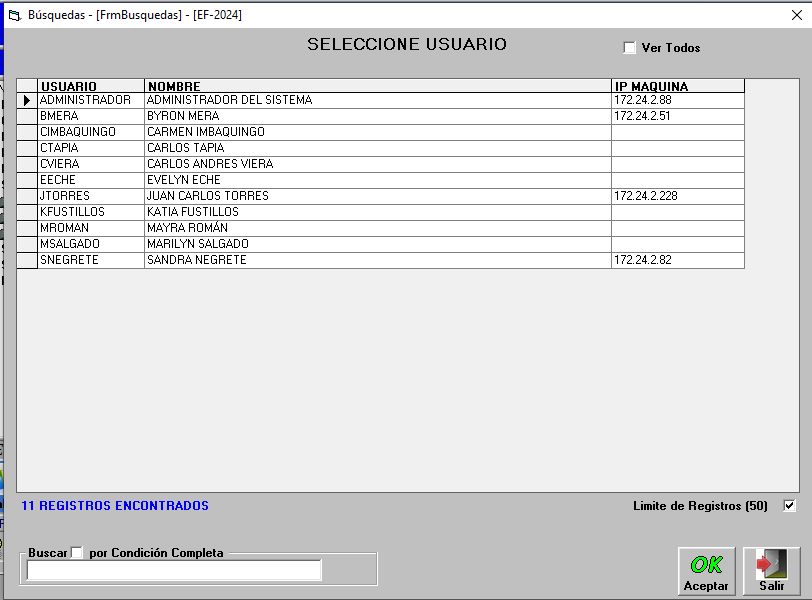 Búsquedas - [FrmBusquedas] - [EF-2024]
SELECCIONE USUARIO
Ver Todos
USUARIO NOMBRE IP MAQUINA
ADMINISTRADOR ADMINISTRADOR DEL SISTEMA 172.24.2.88
BMERA BYRON MERA 172.24.2.51
CIMBAQUINGO CARMEN IMBAQUINGO
CTAPIA CARLOS TAPIA
CVIERA CARLOS ANDRES VIERA
EECHE EVELYN ECHE
JTORRES JUAN CARLOS TORRES 172.24.2.228
KFUSTILLOS KATIA FUSTILLOS
MROMAN MAYRA ROMÁN
MSALGADO MARILYN SALGADO
SNEGRETE SANDRA NEGRETE 172.24.2.82
11 REGISTROS ENCONTRADOS
Limite de Registros (50)
Buscar por Condición Completa
OK
Aceptar
Salir